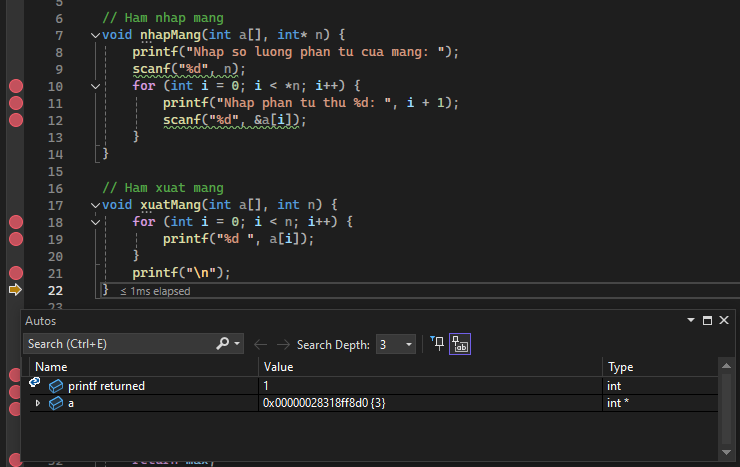 5
6 // Ham nhap mang
7 void nhapMang(int a[], int* n) {
8 printf("Nhap so luong phan tu cua mang: ");
9 scanf("%d", n);
10 for (int i = 0; i < *n; i++) {
11 printf("Nhap phan tu thu %d: ", i + 1);
12 scanf("%d", &a[i]);
13 }
14 }
15
16 // Ham xuat mang
17 void xuatMang(int a[], int n) {
18 for (int i = 0; i < n; i++) {
19 printf("%d ", a[i]);
20 }
21 printf("\n");
22 } ≤ 1ms elapsed
23
Autos
Search (Ctrl+E) Search Depth: 3
Name Value Type
printf returned 1 int
a 0x00000028318ff8d0 {3} int *
32 return max;